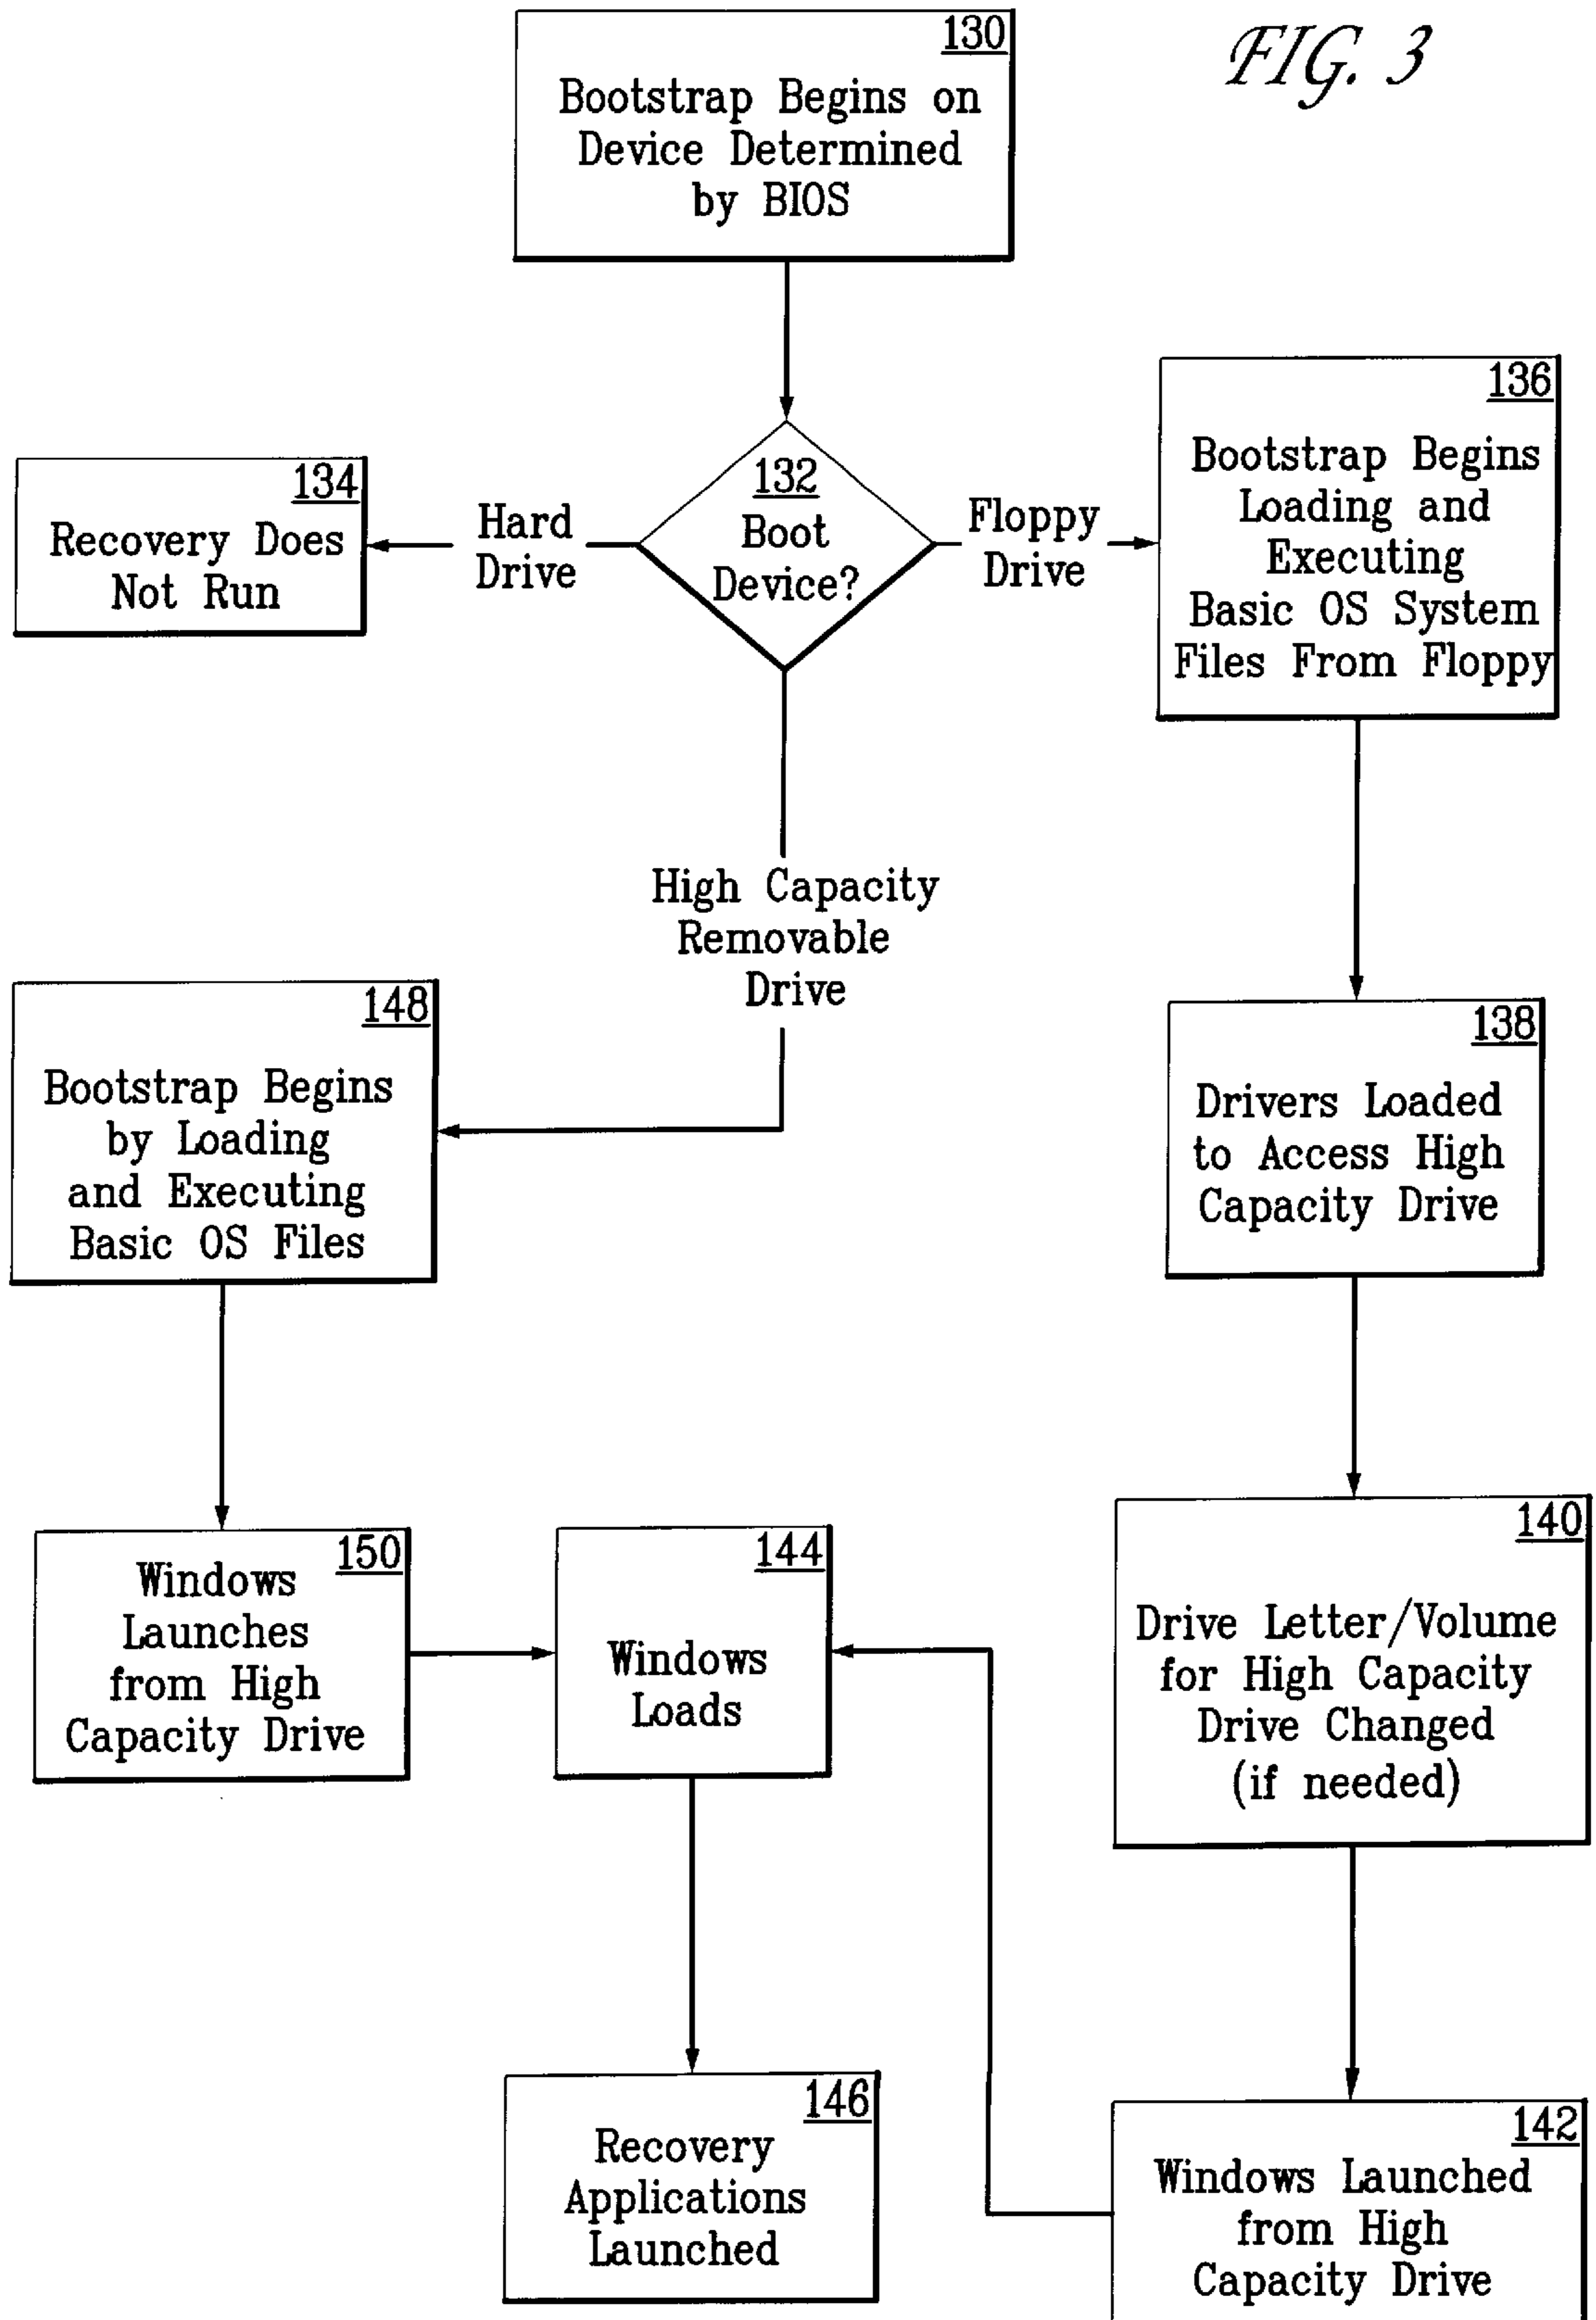 FIG. 3
130
Bootstrap Begins on
Device Determined
by BIOS
132
Boot
Device?
Hard
Drive
134
Recovery Does
Not Run
Floppy
Drive
136
Bootstrap Begins
Loading and
Executing
Basic OS System
Files From Floppy
High Capacity
Removable
Drive
148
Bootstrap Begins
by Loading
and Executing
Basic OS Files
138
Drivers Loaded
to Access High
Capacity Drive
150
Windows
Launches
from High
Capacity Drive
144
Windows
Loads
140
Drive Letter/Volume
for High Capacity
Drive Changed
(if needed)
146
Recovery
Applications
Launched
142
Windows Launched
from High
Capacity Drive